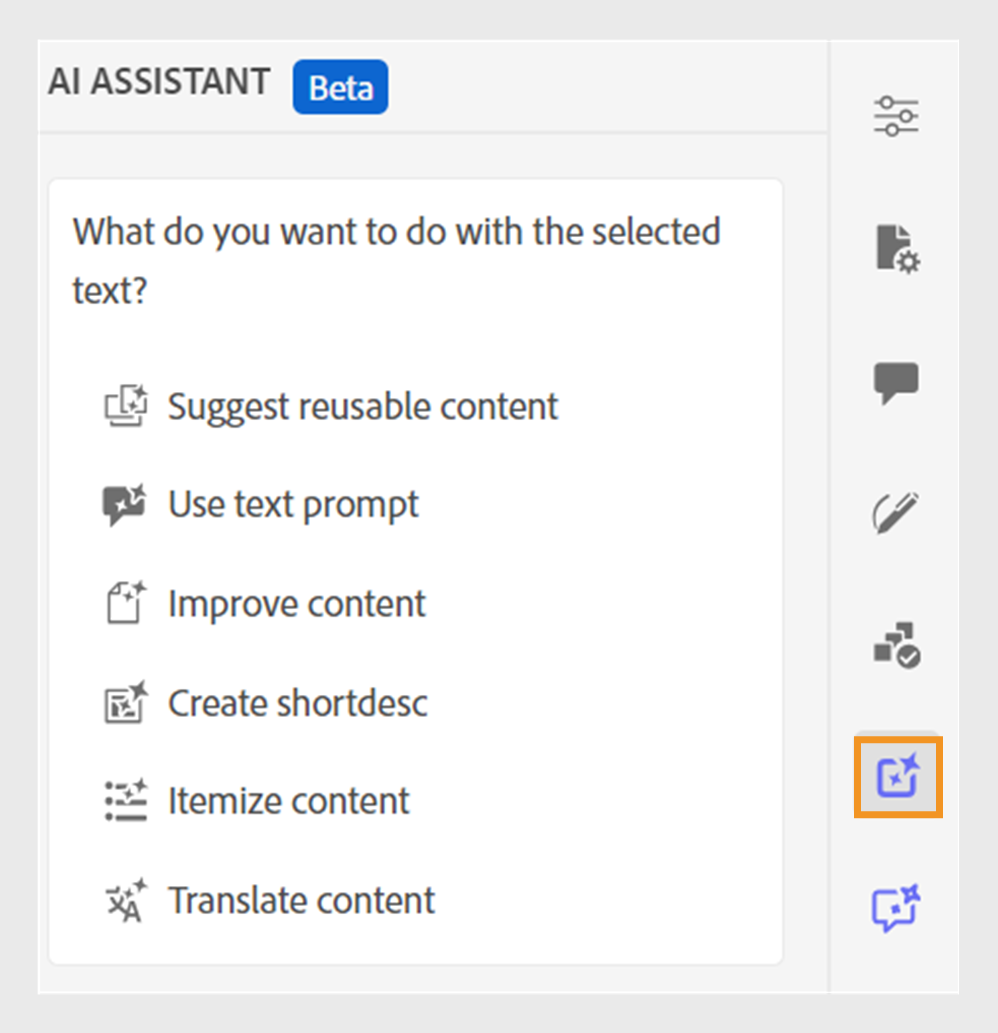 AI ASSISTANT Beta
What do you want to do with the selected
text?
Suggest reusable content
Use text prompt
Improve content
Create shortdesc
Itemize content
Translate content